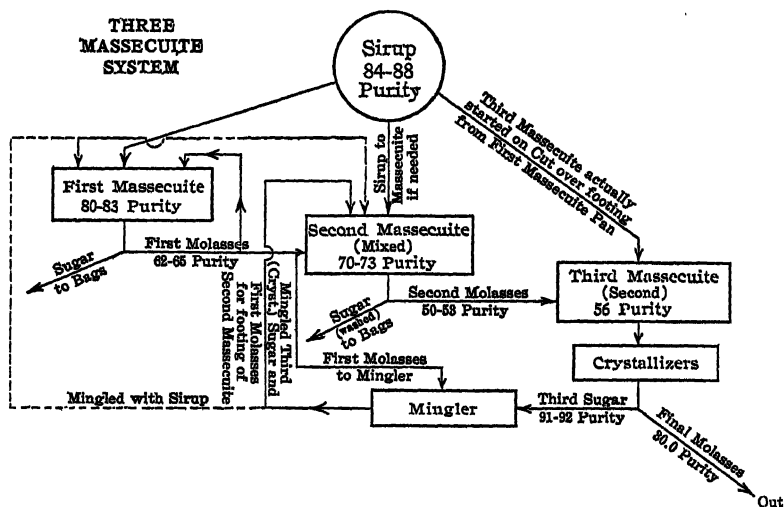 THREE
MASSECUITE
SYSTEM
Sirup
84-88
Purity
Third Massecuite actually
started on Cut over footing
from First Massecuite Pan
Sirup to
Massecuite
if needed
First Massecuite
80-83 Purity
Sugar
to Bags
First Molasses
62-65 Purity
Second Massecuite
(Mixed)
70-73 Purity
Third Massecuite
(Second)
56 Purity
Sugar
(washed)
to Bags
Second Molasses
50-53 Purity
Mingled Third
(Cryst.) Sugar and
First Molasses
for footing of
Second Massecuite
First Molasses
to Mingler
Crystallizers
Mingled with Sirup
Mingler
Third Sugar
91-92 Purity
Final Molasses
30.0 Purity
Out